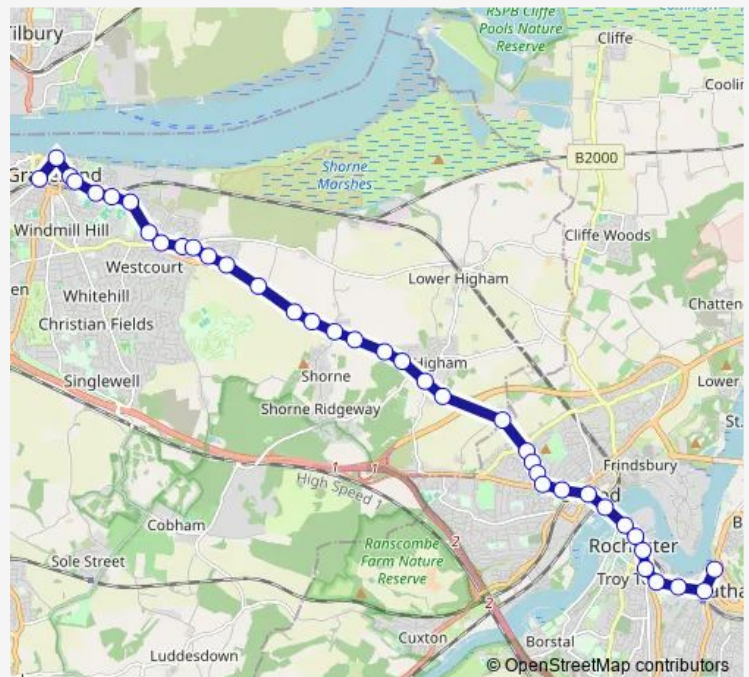 RSPB Cliffe
Pools Nature
Reserve
Cliffe
Tilbury
Coolin
Shorne
Marshes
B2000
Windmill Hill
Cliffe Woods
Westcourt
Lower Higham
Whitehill
Chatten
Christian Fields
Higham
Shorne
Singlewell
Lower
Shorne Ridgeway
St.
1
1
High Speed 1
Frindsbury
2
Cobham
Ranscombe
Farm Nature
Reserve
Sole Street
2
Cuxton
Borstal
Luddesdown
© OpenStreetMap contributors